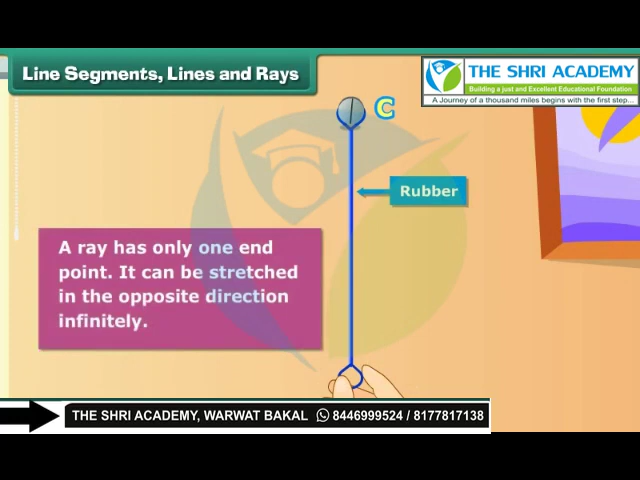 Line Segments, Lines and Rays
THE SHRI ACADEMY
Building a just and Excellent Educational Foundation
A Journey of a thousand miles begins with the first step...
C
Rubber
A ray has only one end
point. It can be stretched
in the opposite direction
infinitely.
THE SHRI ACADEMY, WARWAT BAKAL 8446999524 / 8177817138